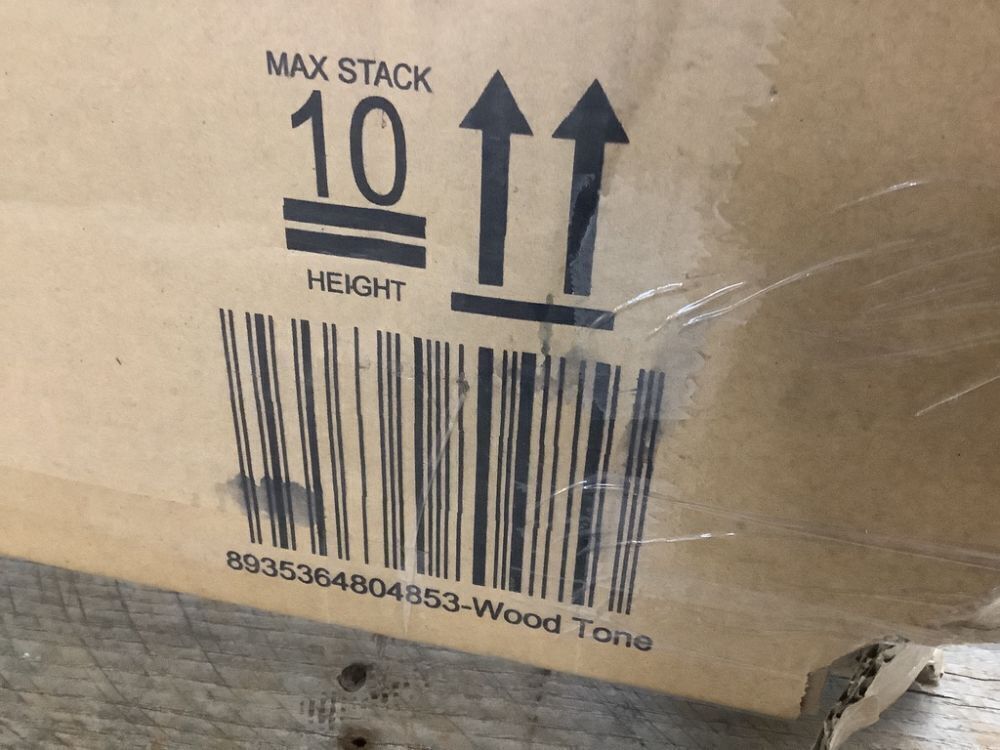 MAX STACK
10
HEIGHT
8935364804853-Wood Tone